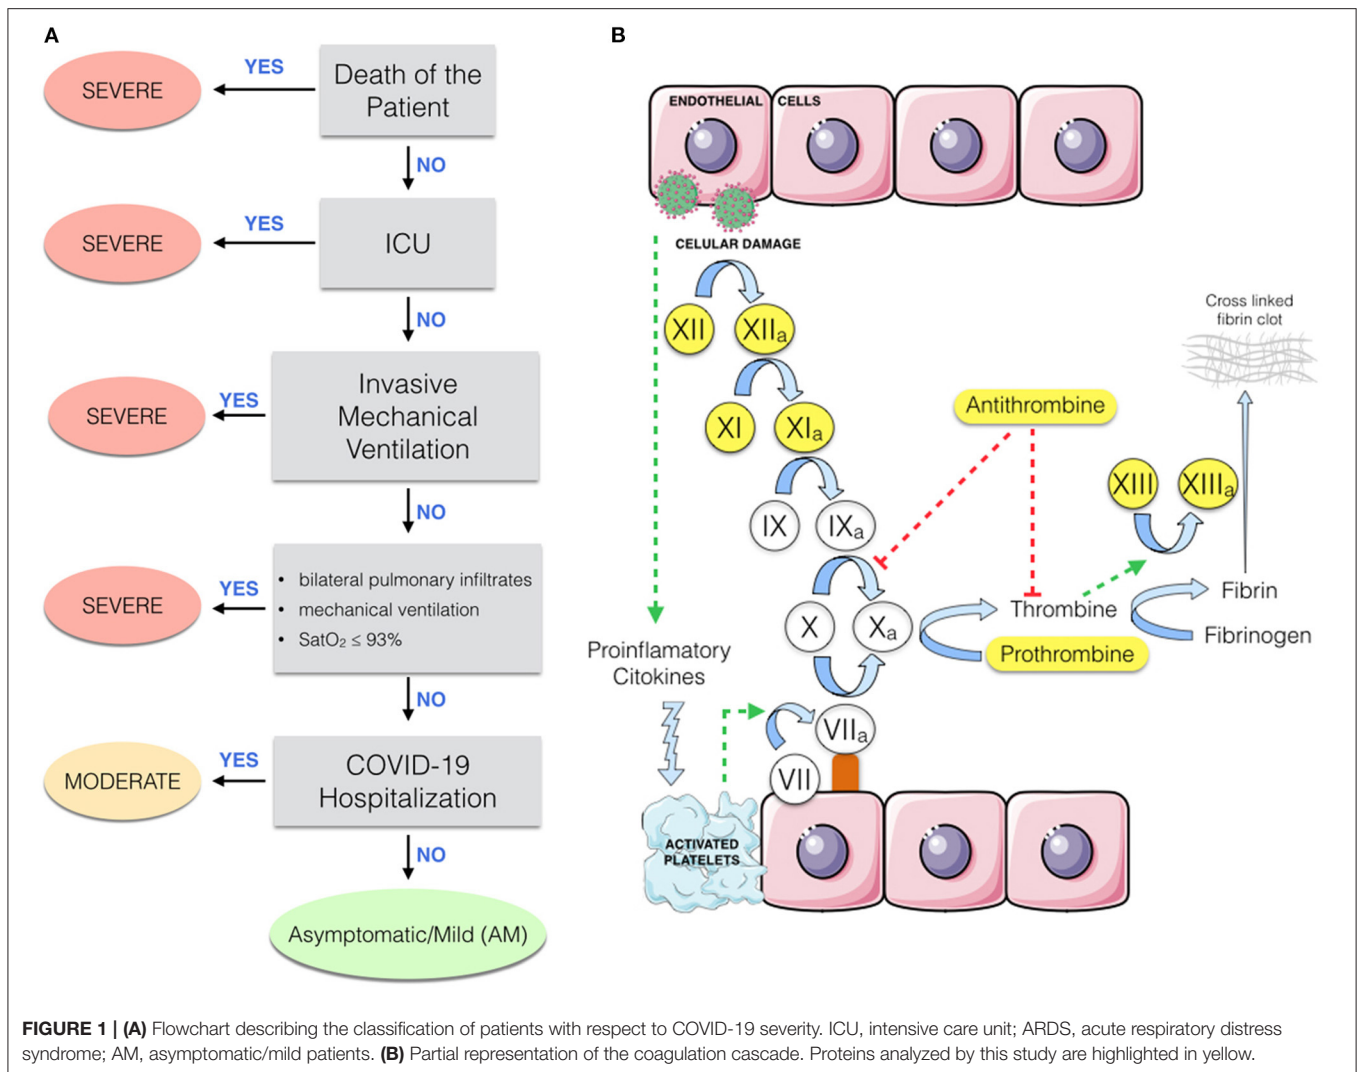 A
Death of the
Patient
YES
SEVERE
NO
ICU
YES
SEVERE
NO
Invasive
Mechanical
Ventilation
YES
SEVERE
NO
• bilateral pulmonary infiltrates
• mechanical ventilation
• SatO₂ ≤ 93%
YES
SEVERE
NO
COVID-19
Hospitalization
YES
MODERATE
NO
Asymptomatic/Mild (AM)
B
ENDOTHELIAL CELLS
CELULAR DAMAGE
XII
XIIa
XI
XIa
IX
IXa
X
Xa
VII
VIIa
Proinflamatory
Citokines
ACTIVATED
PLATELETS
Antithrombine
Thrombine
Prothrombine
XIII
XIIIa
Fibrin
Fibrinogen
Cross linked
fibrin clot
FIGURE 1 | (A) Flowchart describing the classification of patients with respect to COVID-19 severity. ICU, intensive care unit; ARDS, acute respiratory distress
syndrome; AM, asymptomatic/mild patients. (B) Partial representation of the coagulation cascade. Proteins analyzed by this study are highlighted in yellow.